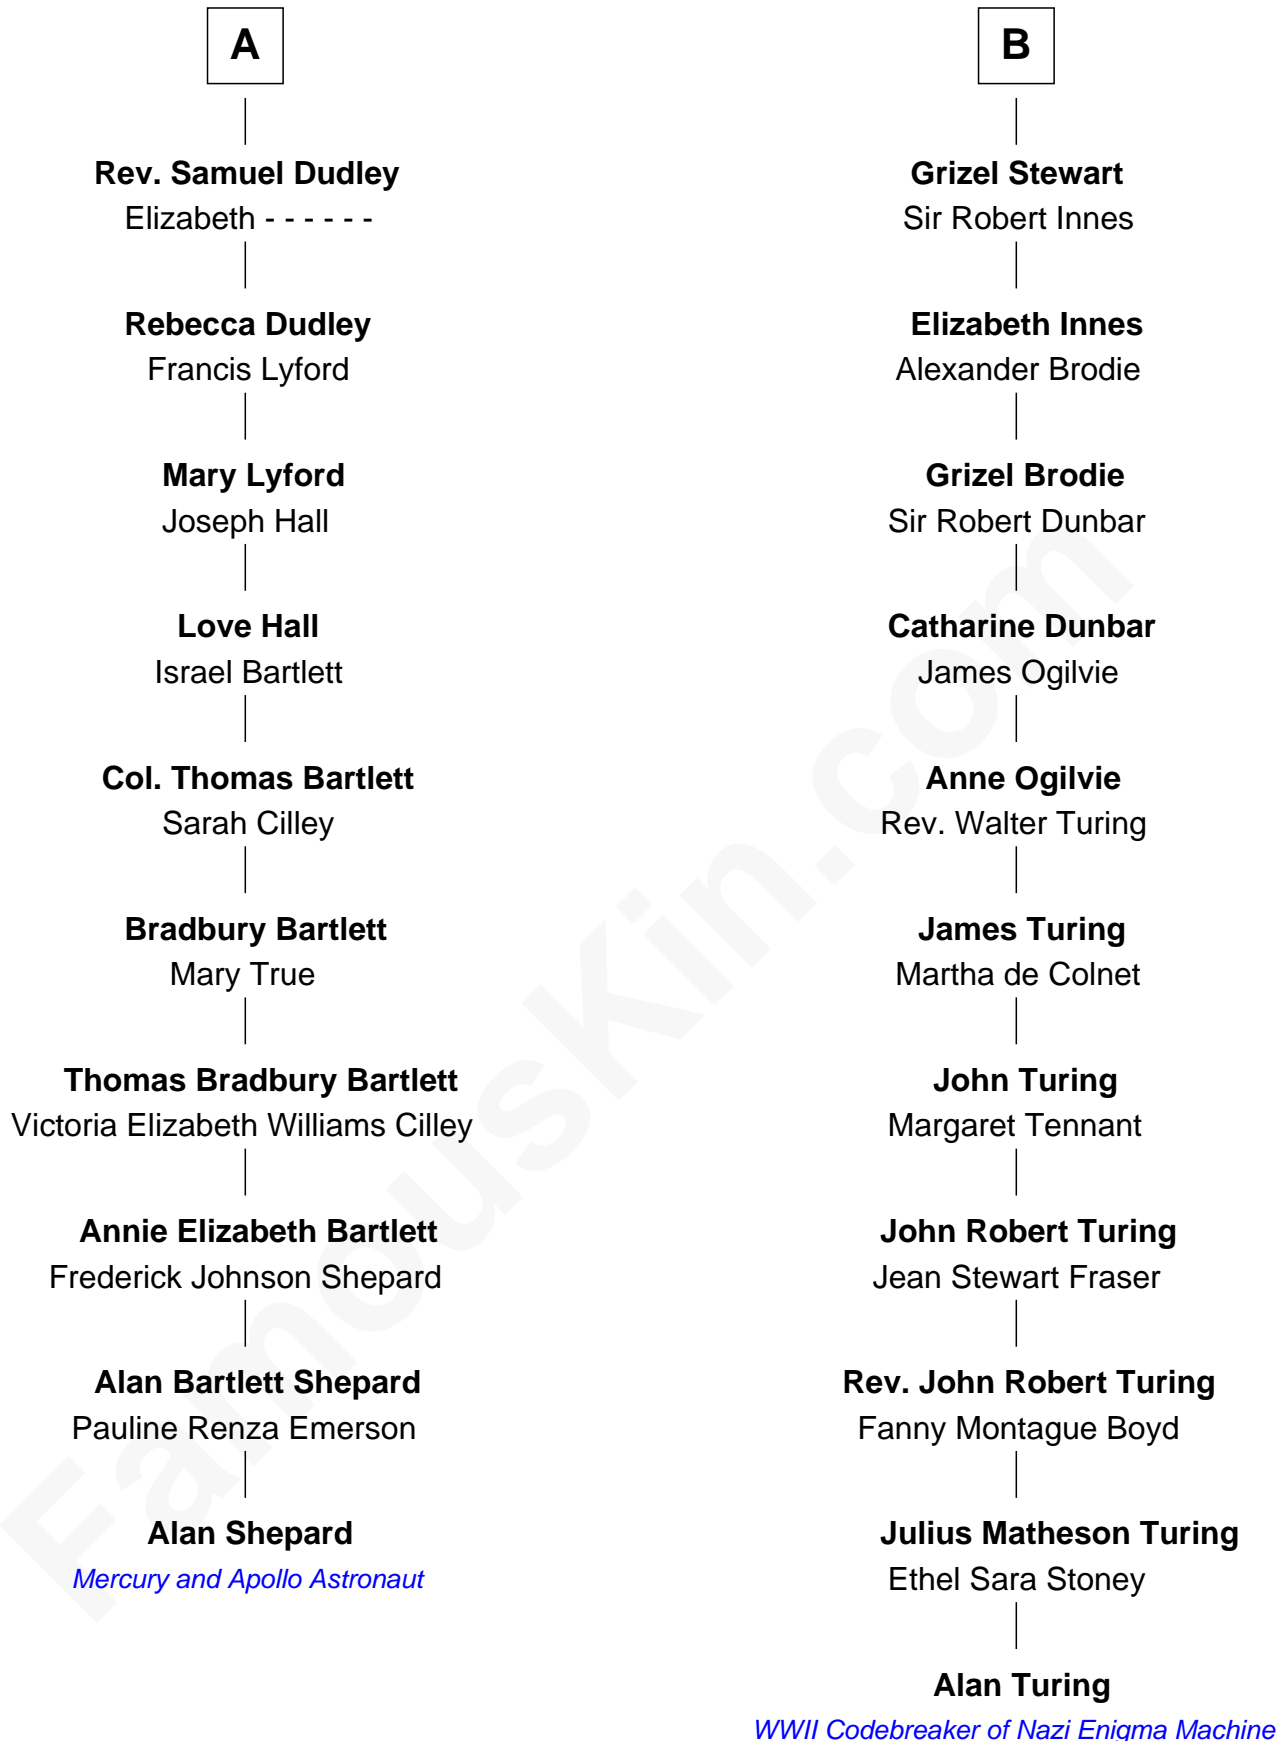 A
Rev. Samuel Dudley
Elizabeth - - - - - -
Rebecca Dudley
Francis Lyford
Mary Lyford
Joseph Hall
Love Hall
Israel Bartlett
Col. Thomas Bartlett
Sarah Cilley
Bradbury Bartlett
Mary True
Thomas Bradbury Bartlett
Victoria Elizabeth Williams Cilley
Annie Elizabeth Bartlett
Frederick Johnson Shepard
Alan Bartlett Shepard
Pauline Renza Emerson
Alan Shepard
Mercury and Apollo Astronaut
B
Grizel Stewart
Sir Robert Innes
Elizabeth Innes
Alexander Brodie
Grizel Brodie
Sir Robert Dunbar
Catharine Dunbar
James Ogilvie
Anne Ogilvie
Rev. Walter Turing
James Turing
Martha de Colnet
John Turing
Margaret Tennant
John Robert Turing
Jean Stewart Fraser
Rev. John Robert Turing
Fanny Montague Boyd
Julius Matheson Turing
Ethel Sara Stoney
Alan Turing
WWII Codebreaker of Nazi Enigma Machine
FamousKin.com